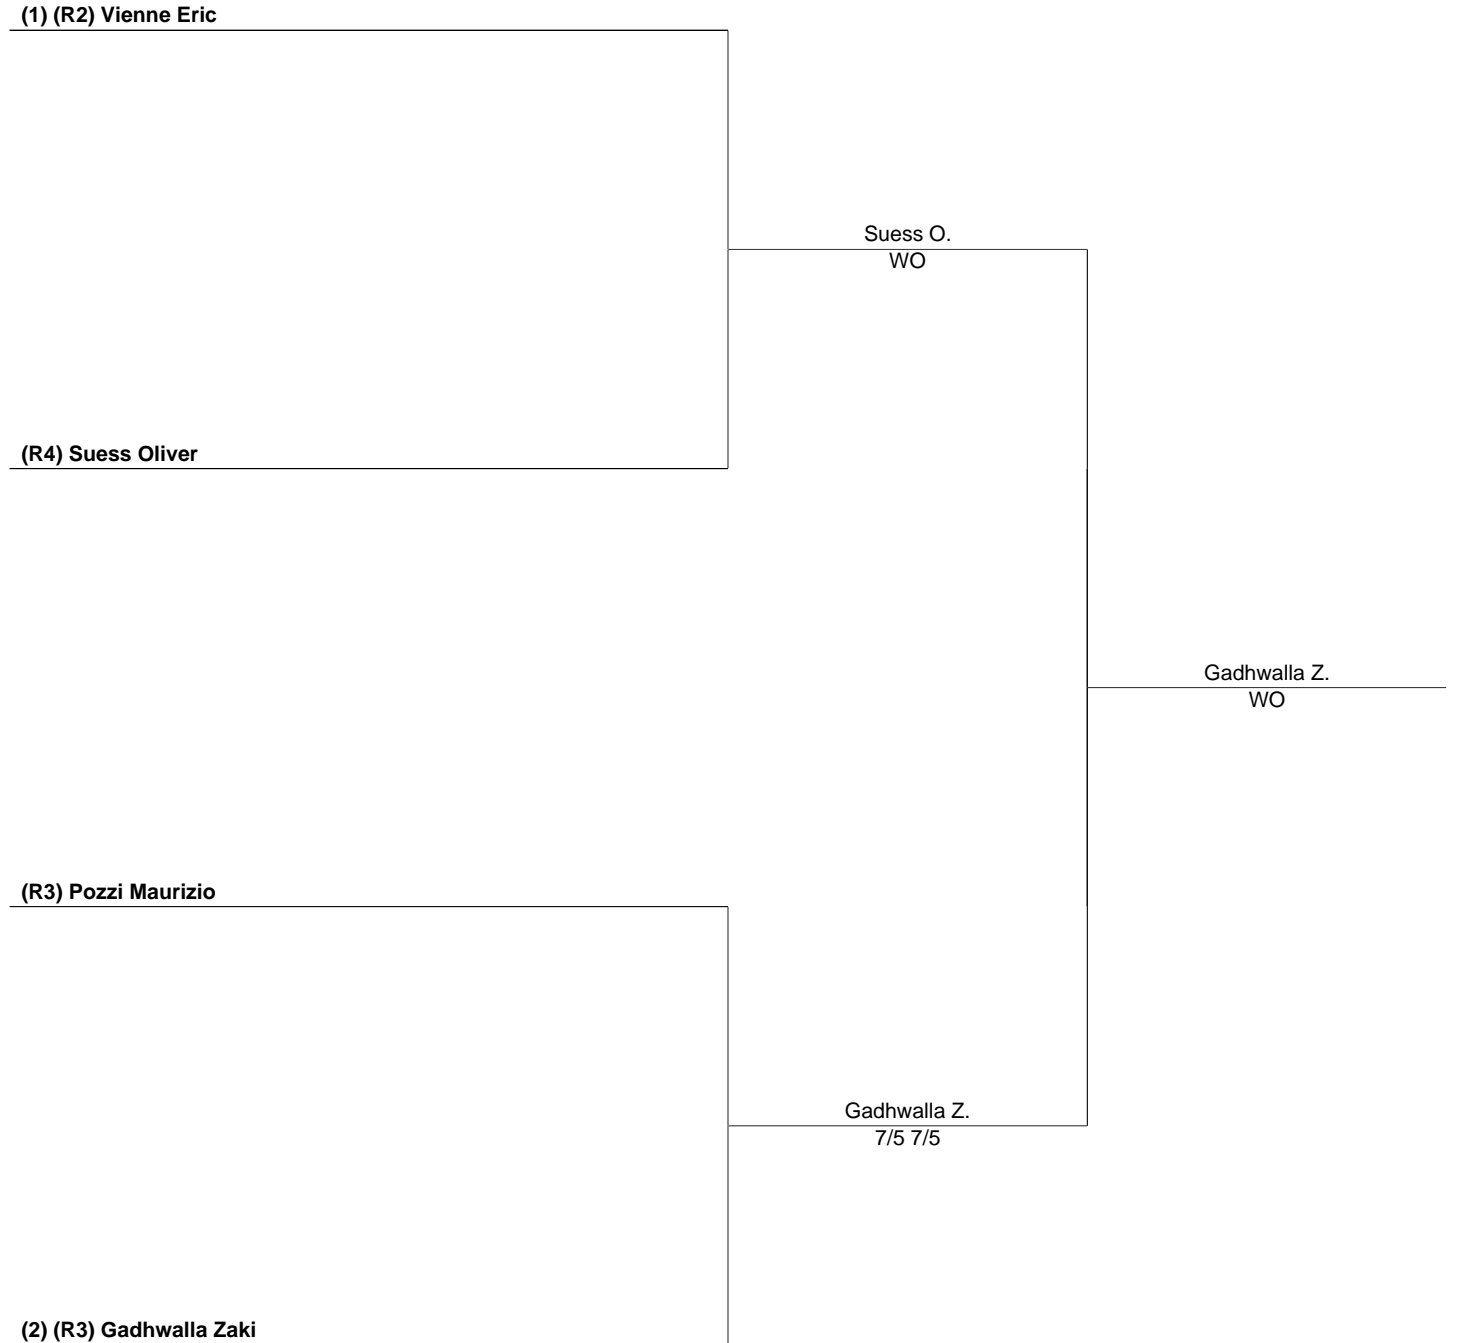 (1) (R2) Vienne Eric
Suess O.
WO
(R4) Suess Oliver
Gadhwalla Z.
WO
(R3) Pozzi Maurizio
Gadhwalla Z.
7/5 7/5
(2) (R3) Gadhwalla Zaki